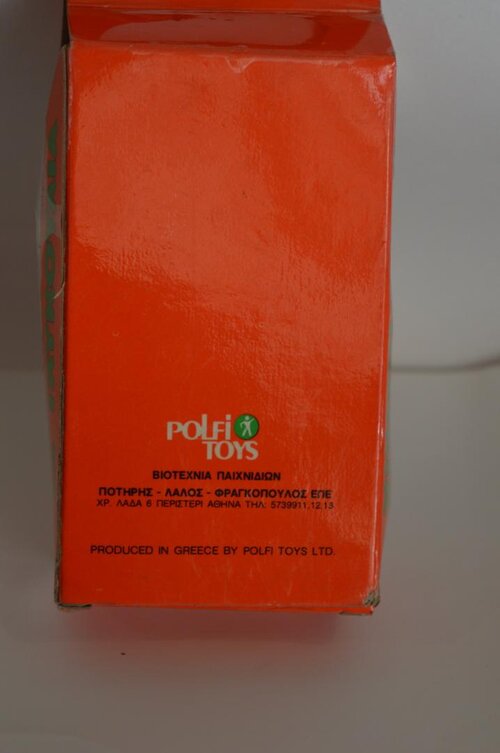 POLFi
TOYS
ΒΙΟΤΕΧΝΙΑ ΠΑΙΧΝΙΔΙΩΝ
ΠΟΤΗΡΗΣ - ΛΑΛΟΣ - ΦΡΑΓΚΟΠΟΥΛΟΣ ΕΠΕ
ΧΡ. ΛΑΔΑ 6 ΠΕΡΙΣΤΕΡΙ ΑΘΗΝΑ ΤΗΛ: 5739911,12,13
PRODUCED IN GREECE BY POLFI TOYS LTD.